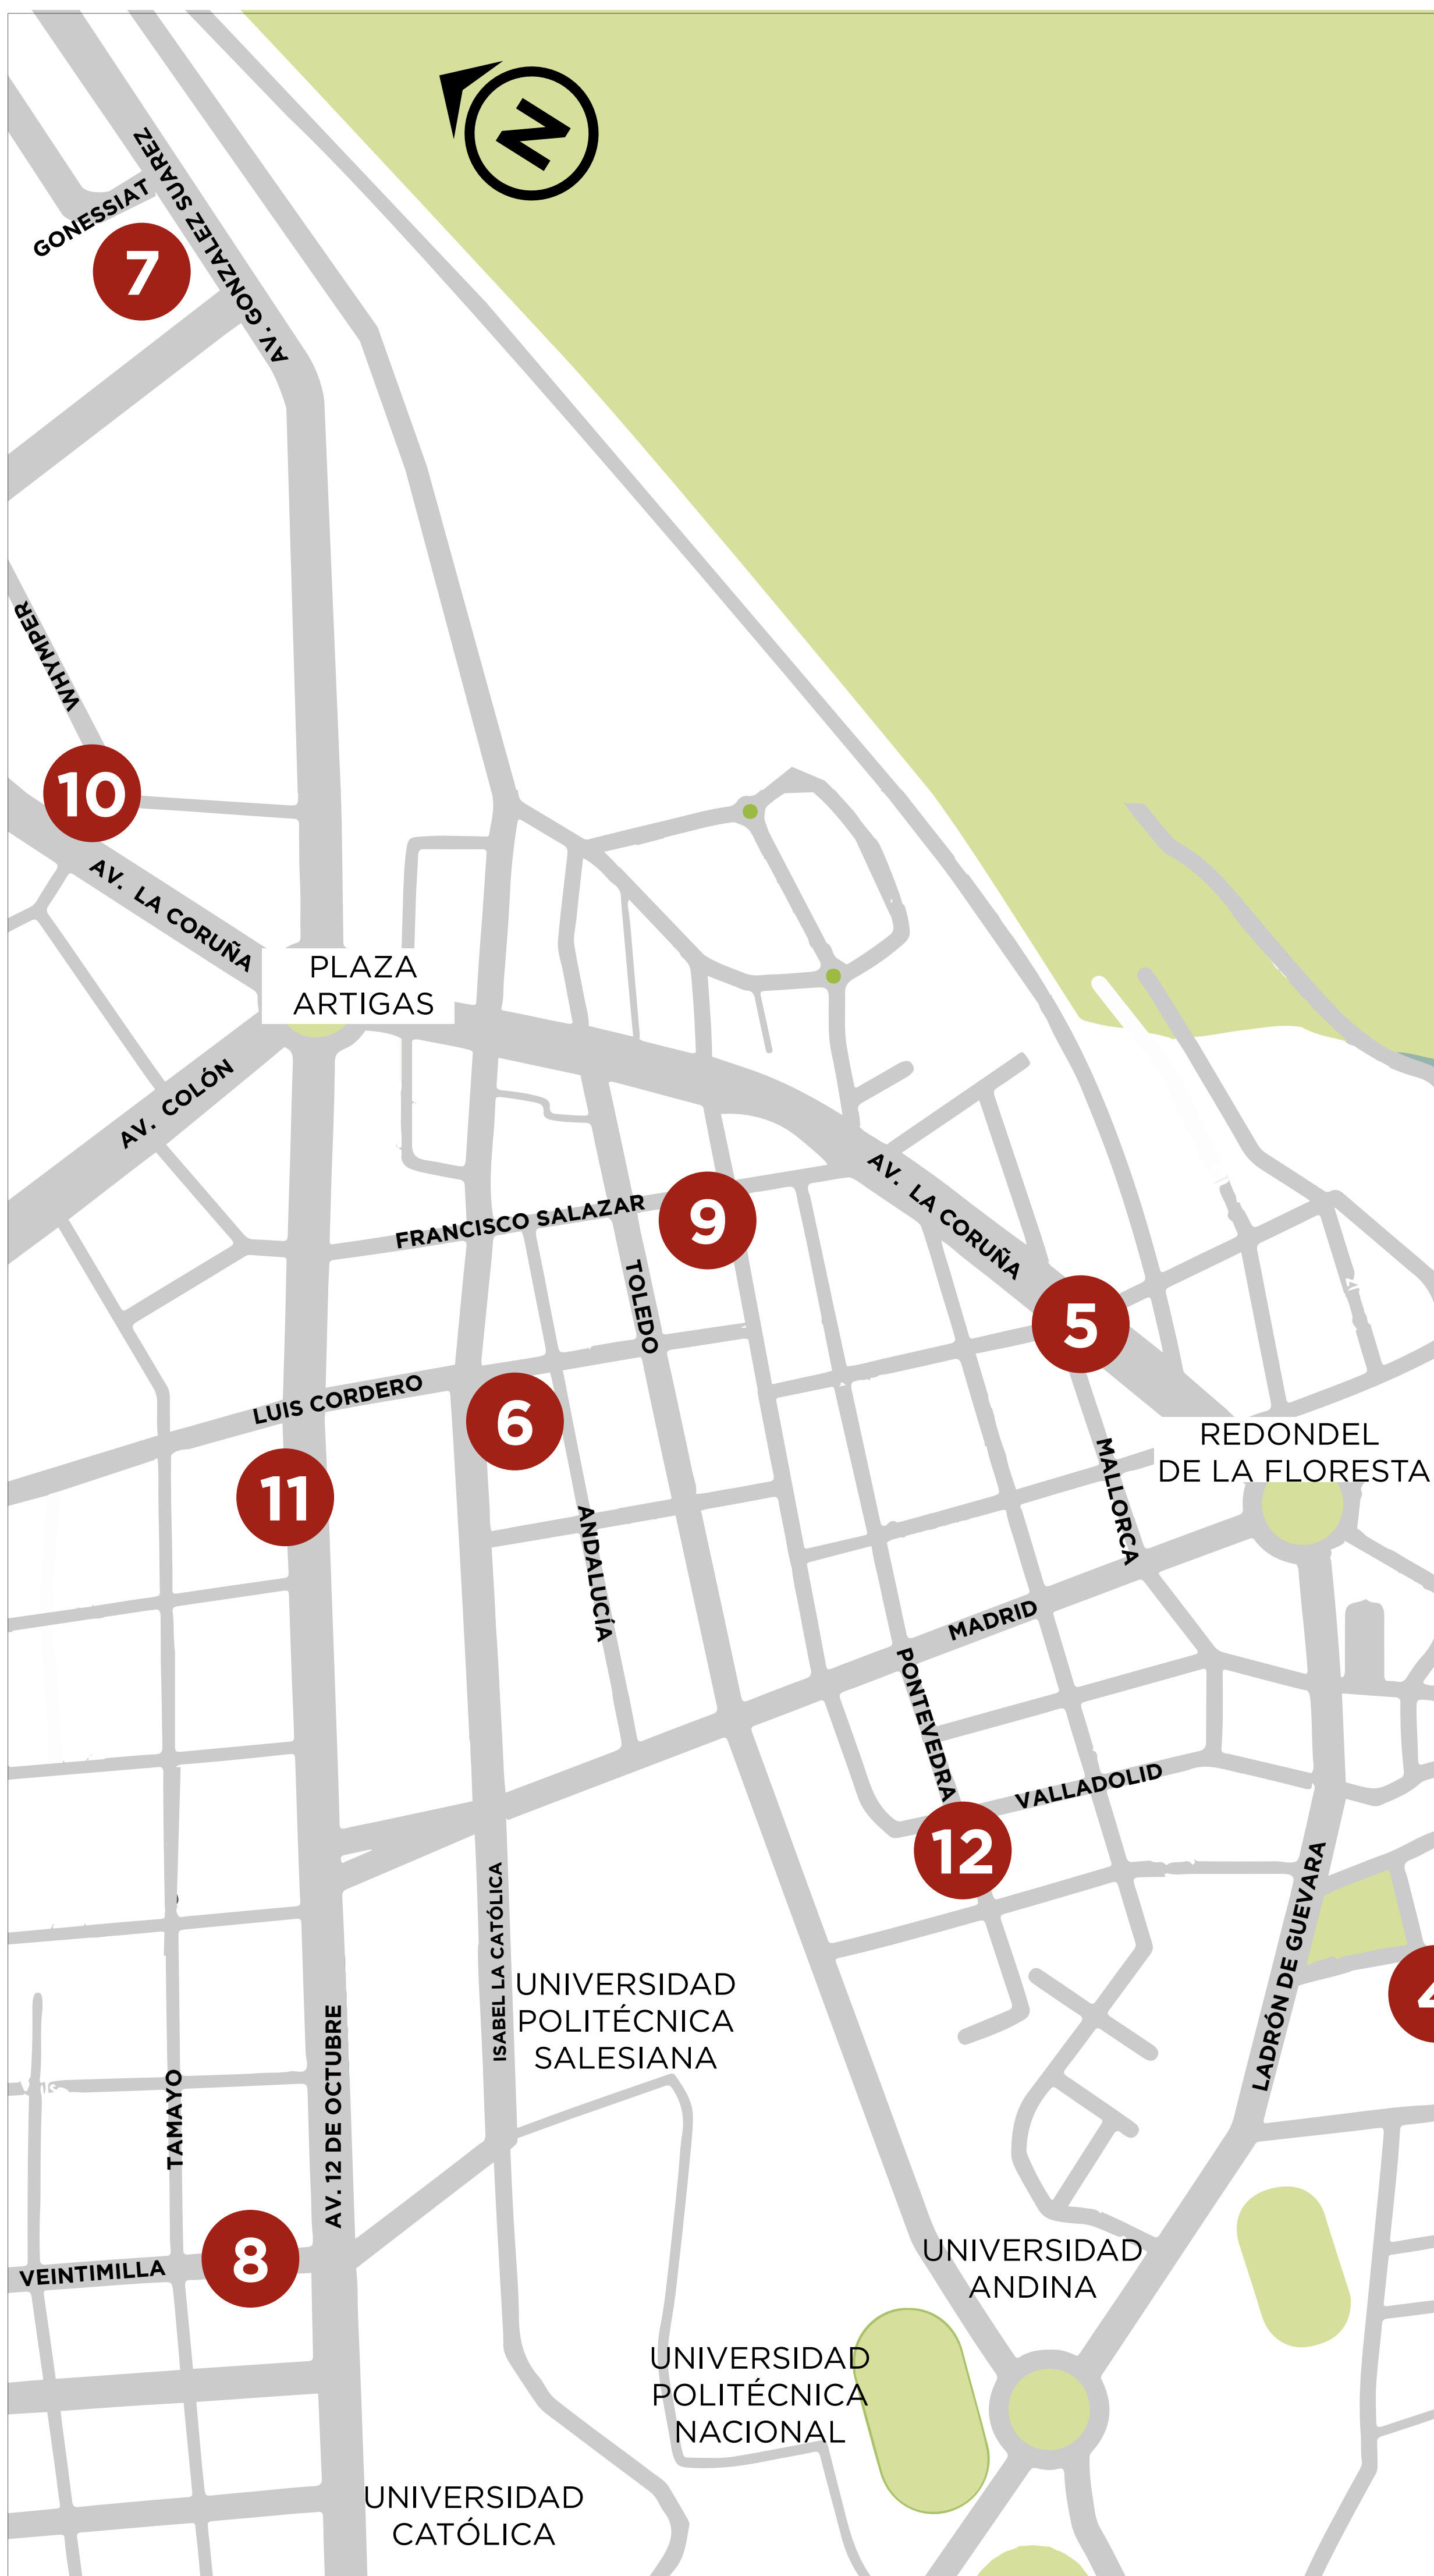 N
AV. GONZALEZ SUAREZ
GONESSIAT
7
WHYMPER
10
AV. LA CORUÑA
PLAZA
ARTIGAS
AV. COLÓN
AV. LA CORUÑA
FRANCISCO SALAZAR
9
TOLEDO
5
LUIS CORDERO
6
REDONDEL
DE LA FLORESTA
MALLORCA
11
ANDALUCÍA
MADRID
PONTEVEDRA
VALLADOLID
12
LADRÓN DE GUEVARA
ISABEL LA CATÓLICA
UNIVERSIDAD
POLITÉCNICA
SALESIANA
4
AV. 12 DE OCTUBRE
TAMAYO
8
VEINTIMILLA
UNIVERSIDAD
ANDINA
UNIVERSIDAD
POLITÉCNICA
NACIONAL
UNIVERSIDAD
CATÓLICA